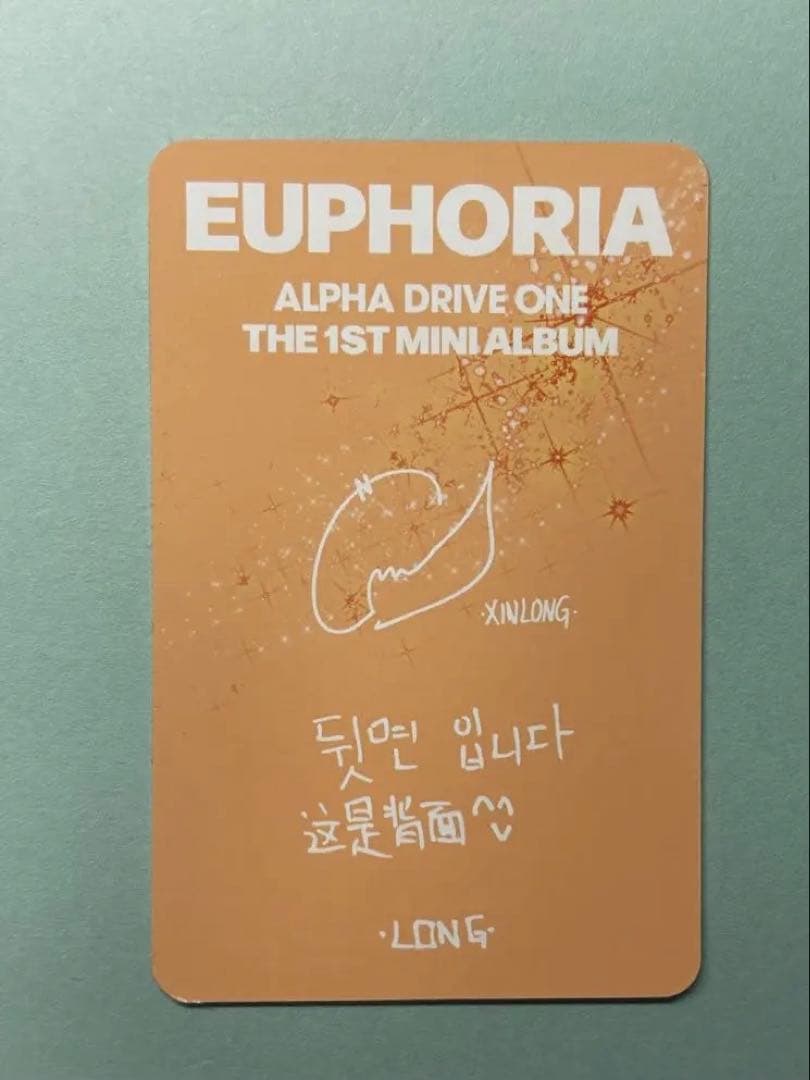 EUPHORIA
ALPHA DRIVE ONE
THE 1ST MINI ALBUM
·XINLONG·
뒷면 입니다
这是背面^^
·LONG·